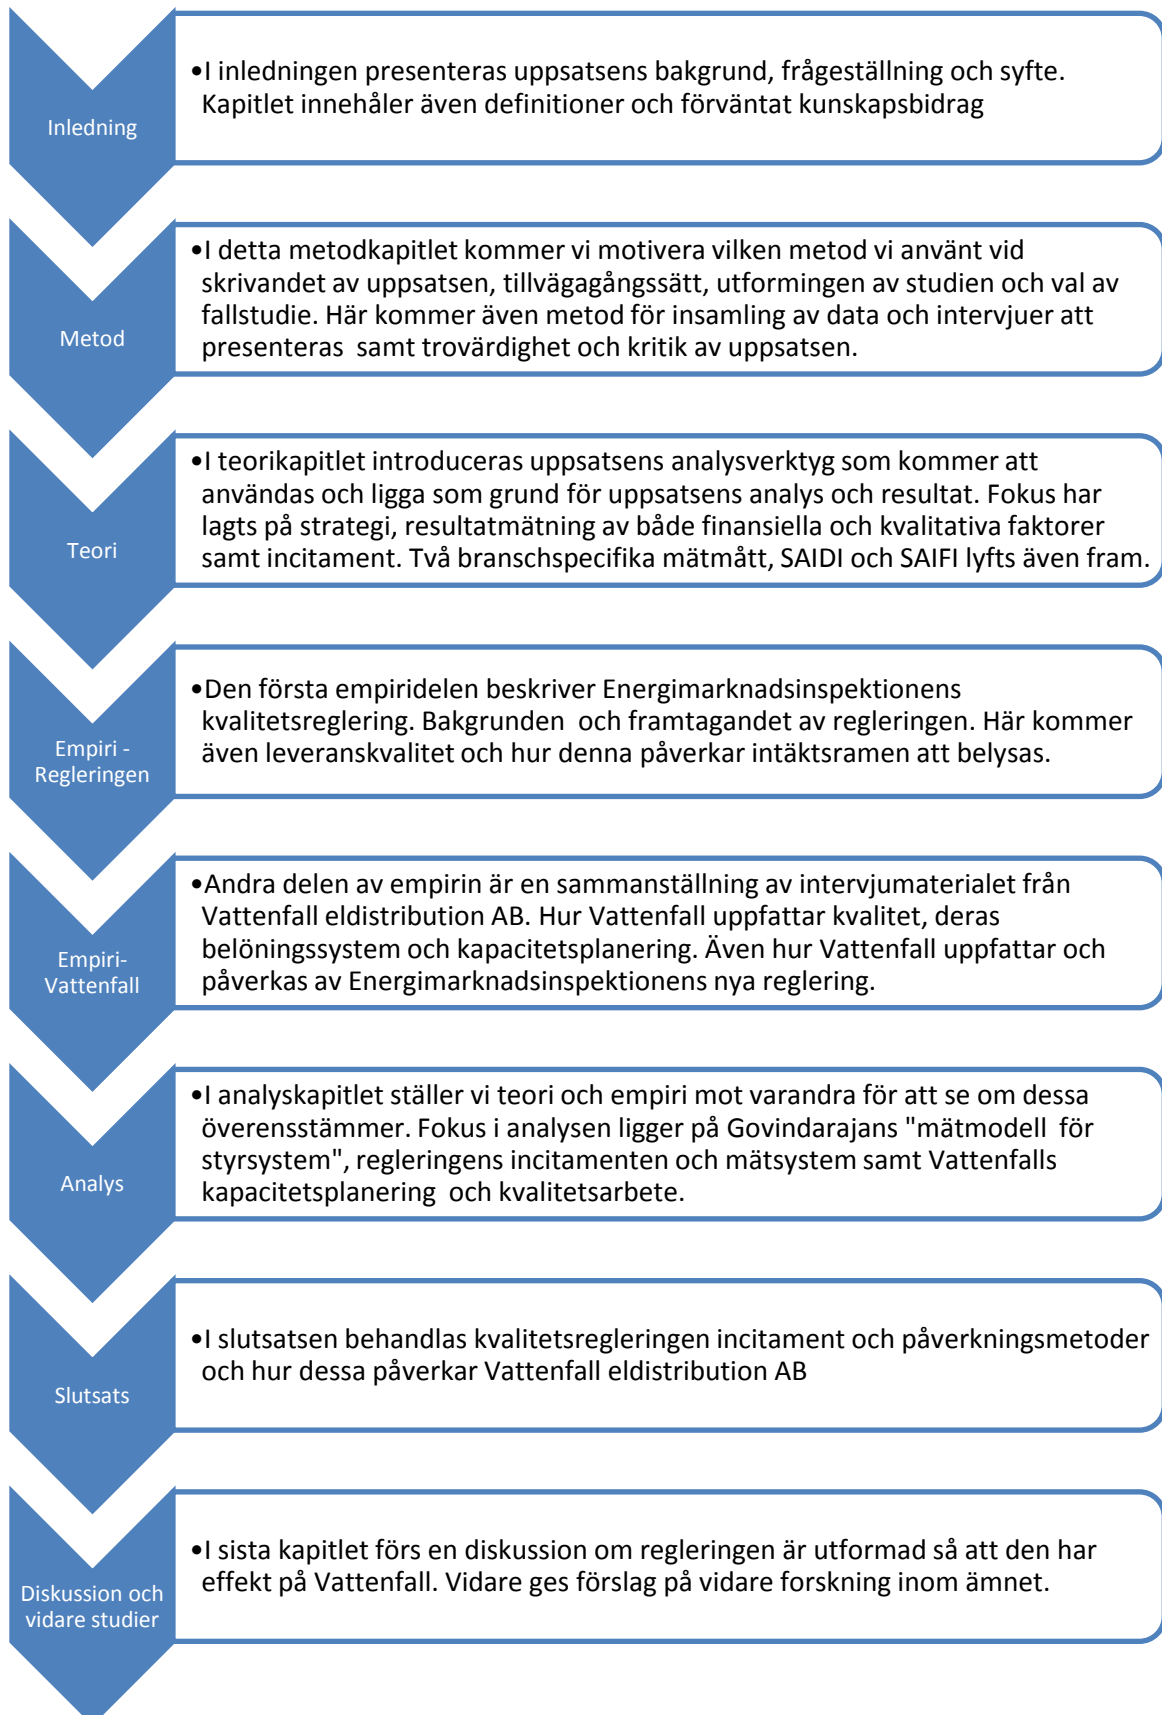 Inledning
•I inledningen presenteras uppsatsens bakgrund, frågeställning och syfte.
Kapitlet innehåler även definitioner och förväntat kunskapsbidrag
Metod
•I detta metodkapitlet kommer vi motivera vilken metod vi använt vid
skrivandet av uppsatsen, tillvägagångssätt, utformingen av studien och val av
fallstudie. Här kommer även metod för insamling av data och intervjuer att
presenteras samt trovärdighet och kritik av uppsatsen.
Teori
•I teorikapitlet introduceras uppsatsens analysverktyg som kommer att
användas och ligga som grund för uppsatsens analys och resultat. Fokus har
lagts på strategi, resultatmätning av både finansiella och kvalitativa faktorer
samt incitament. Två branschspecifika mätmått, SAIDI och SAIFI lyfts även fram.
Empiri -
Regleringen
•Den första empiridelen beskriver Energimarknadsinspektionens
kvalitetsreglering. Bakgrunden och framtagandet av regleringen. Här kommer
även leveranskvalitet och hur denna påverkar intäktsramen att belysas.
Empiri-
Vattenfall
•Andra delen av empirin är en sammanställning av intervjumaterialet från
Vattenfall eldistribution AB. Hur Vattenfall uppfattar kvalitet, deras
belöningssystem och kapacitetsplanering. Även hur Vattenfall uppfattar och
påverkas av Energimarknadsinspektionens nya reglering.
Analys
•I analyskapitlet ställer vi teori och empiri mot varandra för att se om dessa
överensstämmer. Fokus i analysen ligger på Govindarajans "mätmodell för
styrsystem", regleringens incitamenten och mätsystem samt Vattenfalls
kapacitetsplanering och kvalitetsarbete.
Slutsats
•I slutsatsen behandlas kvalitetsregleringen incitament och påverkningsmetoder
och hur dessa påverkar Vattenfall eldistribution AB
Diskussion och
vidare studier
•I sista kapitlet förs en diskussion om regleringen är utformad så att den har
effekt på Vattenfall. Vidare ges förslag på vidare forskning inom ämnet.